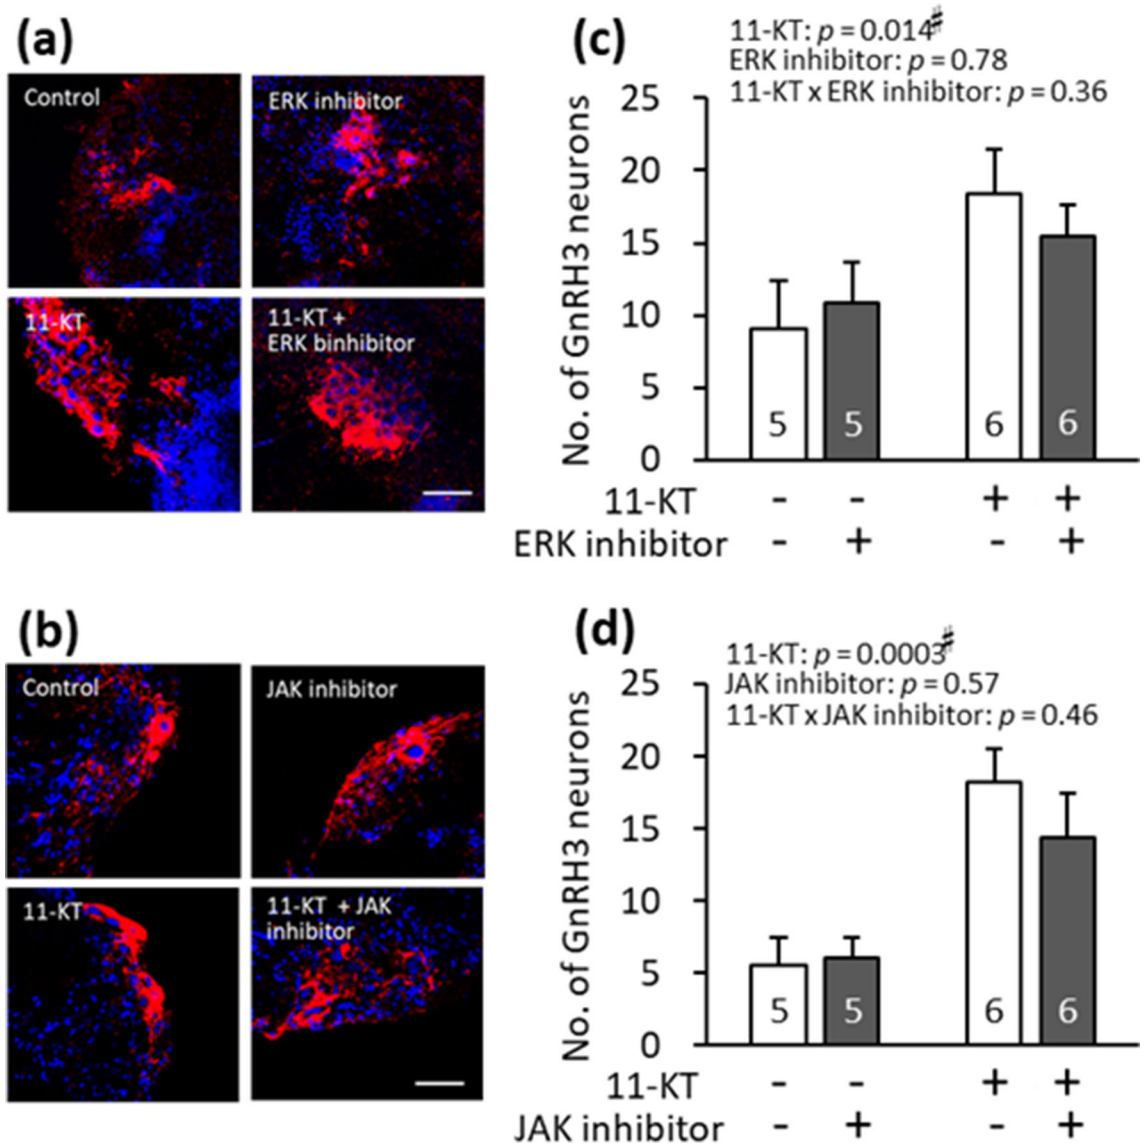 (a)
Control
ERK inhibitor
11-KT
11-KT +
ERK binhibitor
(c)
11-KT: p = 0.014#
ERK inhibitor: p = 0.78
11-KT x ERK inhibitor: p = 0.36
No. of GnRH3 neurons
25
20
15
10
5
0
5
5
6
6
11-KT - - + +
ERK inhibitor - + - +
(b)
Control
JAK inhibitor
11-KT
11-KT + JAK
inhibitor
(d)
11-KT: p = 0.0003#
JAK inhibitor: p = 0.57
11-KT x JAK inhibitor: p = 0.46
No. of GnRH3 neurons
25
20
15
10
5
0
5
5
6
6
11-KT - - + +
JAK inhibitor - + - +